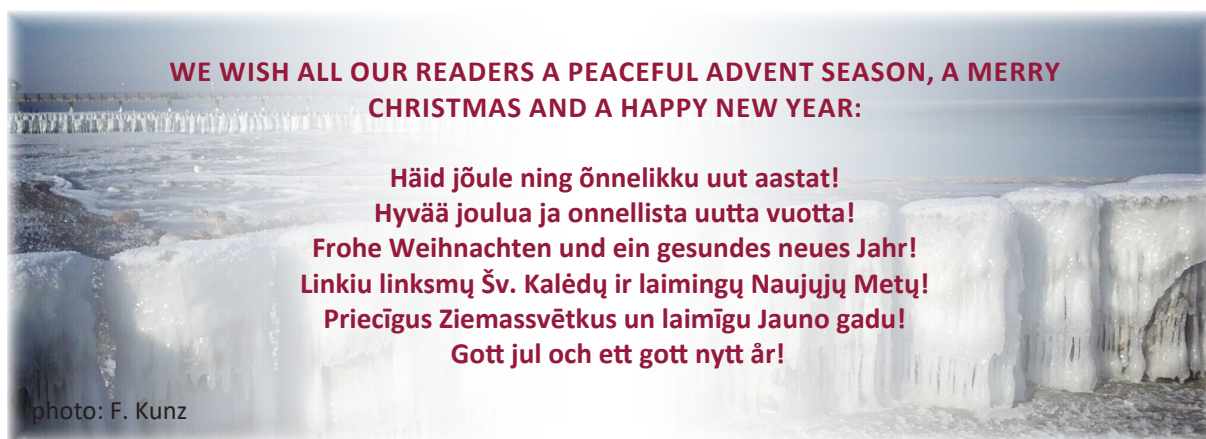 WE WISH ALL OUR READERS A PEACEFUL ADVENT SEASON, A MERRY
CHRISTMAS AND A HAPPY NEW YEAR:
Häid jõule ning õnnelikku uut aastat!
Hyvää joulua ja onnellista uutta vuotta!
Frohe Weihnachten und ein gesundes neues Jahr!
Linkiu linksmų Šv. Kalėdų ir laimingų Naujųjų Metų!
Priecīgus Ziemassvētkus un laimīgu Jauno gadu!
Gott jul och ett gott nytt år!
photo: F. Kunz